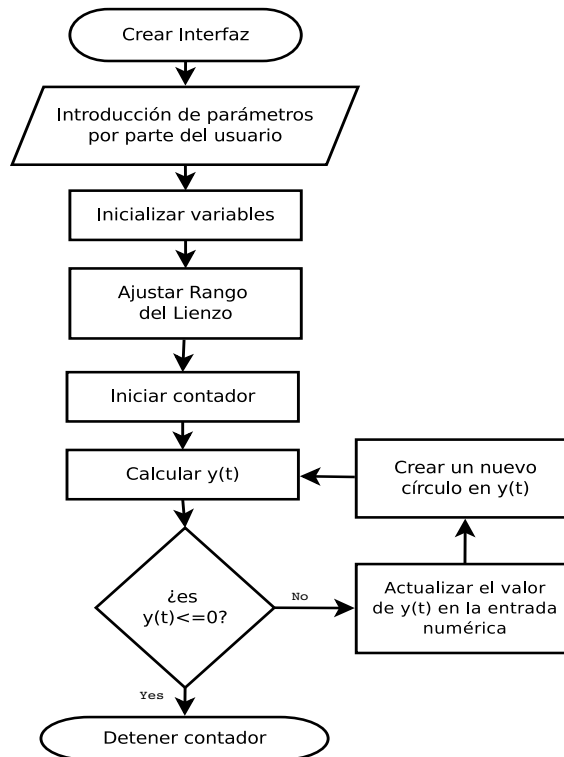 Crear Interfaz
Introducción de parámetros
por parte del usuario
Inicializar variables
Ajustar Rango
del Lienzo
Iniciar contador
Calcular y(t)
Crear un nuevo
círculo en y(t)
¿es
y(t)<=0?
No
Actualizar el valor
de y(t) en la entrada
numérica
Yes
Detener contador